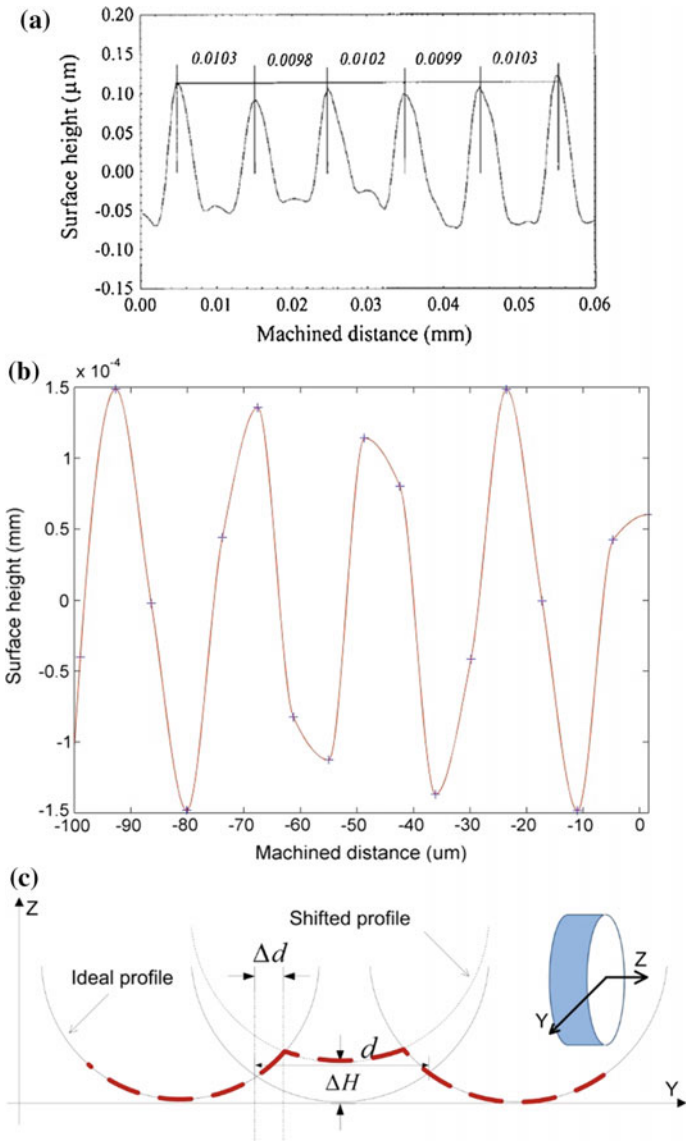 (a)
0.20
0.15
0.10
0.05
0.00
-0.05
-0.10
0.15
Surface height (µm)
0.0103 0.0098 0.0102 0.0099 0.0103
0.00 0.01 0.02 0.03 0.04 0.05 0.06
Machined distance (mm)
(b)
x 10⁻⁴
1.5
1
0.5
0
-0.5
-1
-1.5
Surface height (mm)
-100 -90 -80 -70 -60 -50 -40 -30 -20 -10 0
Machined distance (um)
(c)
Z
Shifted profile
Δd
Ideal profile
Z
Y
d
ΔH
Y